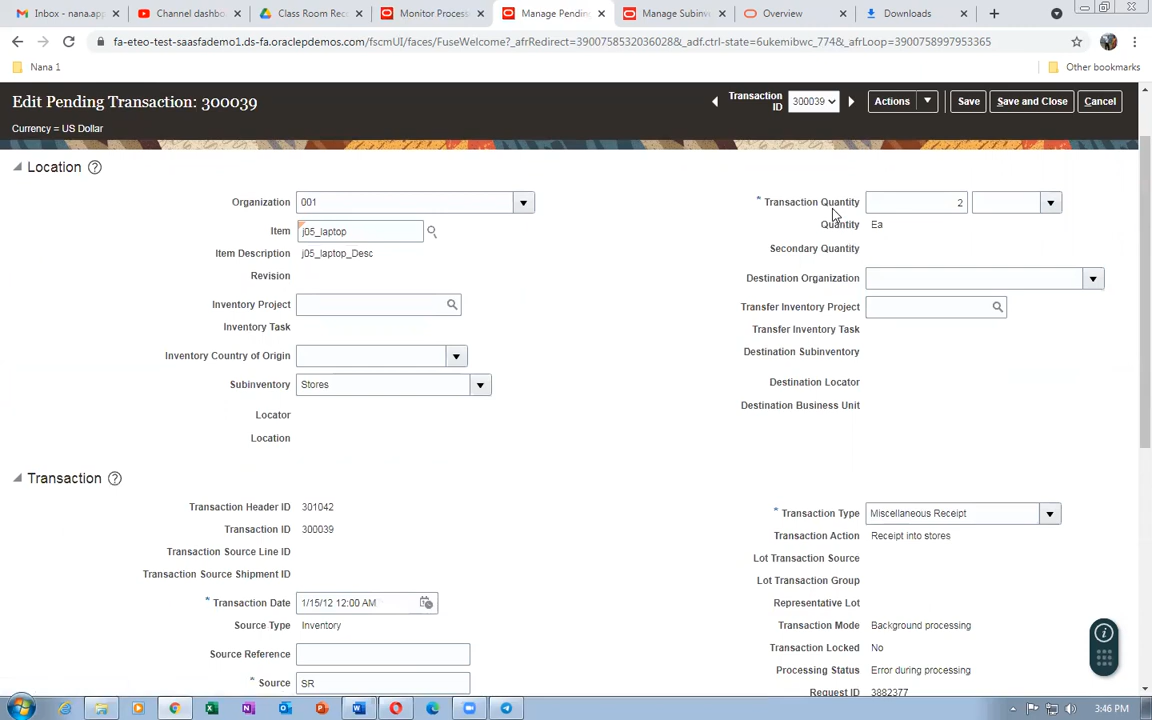 Inbox – nana.app
Channel dashbo
Class Room Rec
Monitor Process
Manage Pending
Manage Subinve
Overview
Downloads
fa-eteo-test-saasfademo1.ds-fa.oraclepdemos.com/fscmUI/faces/FuseWelcome?_afrRedirect=3900758532036028&_adf.ctrl-state=6ukemibwc_774&_afrLoop=3900758997953365
Nana 1
Other bookmarks
Edit Pending Transaction: 300039
Transaction ID
300039
Actions
Save
Save and Close
Cancel
Currency = US Dollar
Location
Organization 001
Item j05_laptop
Item Description j05_laptop_Desc
Revision
Inventory Project
Inventory Task
Inventory Country of Origin
Subinventory Stores
Locator
Location
* Transaction Quantity 2
Quantity Ea
Secondary Quantity
Destination Organization
Transfer Inventory Project
Transfer Inventory Task
Destination Subinventory
Destination Locator
Destination Business Unit
Transaction
Transaction Header ID 301042
Transaction ID 300039
Transaction Source Line ID
Transaction Source Shipment ID
* Transaction Date 1/15/12 12:00 AM
Source Type Inventory
Source Reference
* Source SR
* Transaction Type Miscellaneous Receipt
Transaction Action Receipt into stores
Lot Transaction Source
Lot Transaction Group
Representative Lot
Transaction Mode Background processing
Transaction Locked No
Processing Status Error during processing
Request ID 3882377
3:46 PM